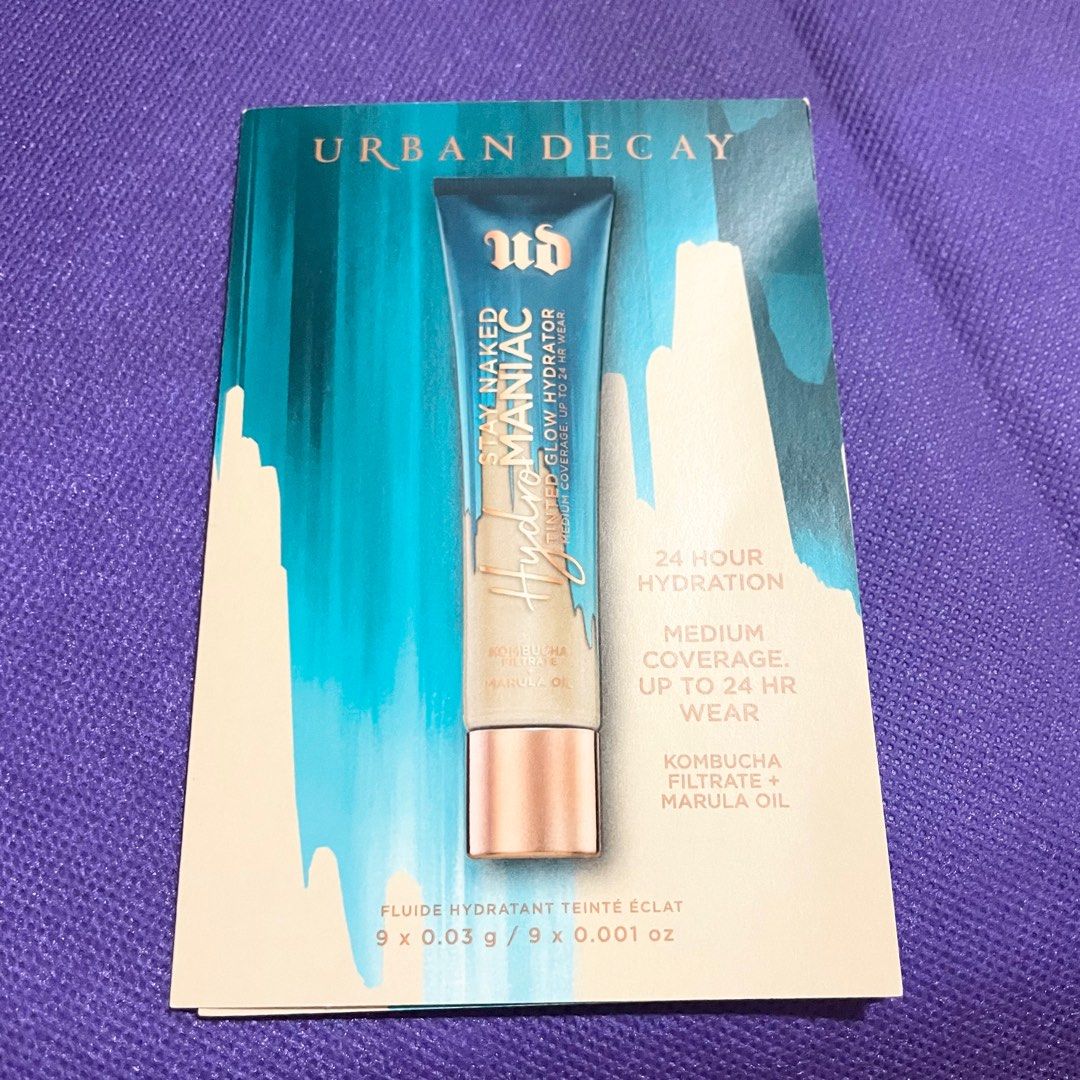 URBAN DECAY
UD
STAY NAKED
HydroMANIAC
TINTED GLOW HYDRATOR
MEDIUM COVERAGE. UP TO 24 HR WEAR.
KOMBUCHA
FILTRATE
MARULA OIL
24 HOUR
HYDRATION
MEDIUM
COVERAGE.
UP TO 24 HR
WEAR
KOMBUCHA
FILTRATE +
MARULA OIL
FLUIDE HYDRATANT TEINTÉ ÉCLAT
9 x 0.03 g / 9 x 0.001 oz